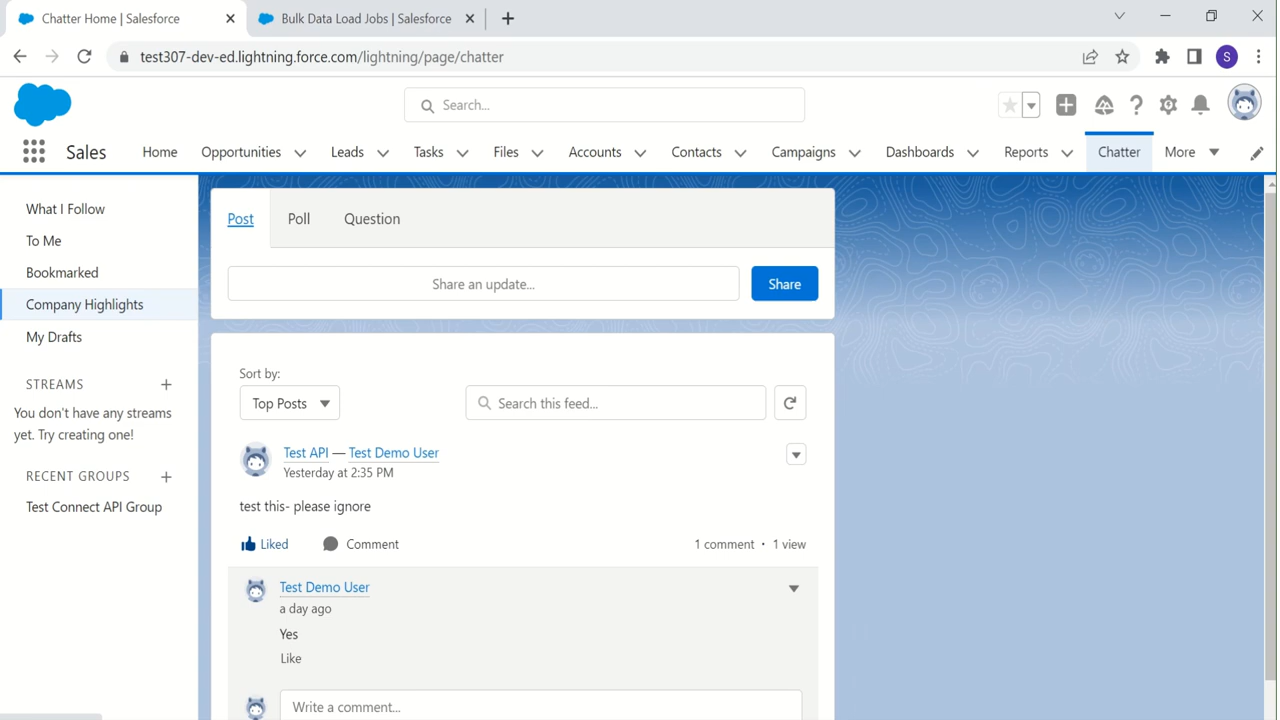 Chatter Home | Salesforce
Bulk Data Load Jobs | Salesforce
test307-dev-ed.lightning.force.com/lightning/page/chatter
S
Search...
Sales
Home
Opportunities
Leads
Tasks
Files
Accounts
Contacts
Campaigns
Dashboards
Reports
Chatter
More
What I Follow
To Me
Bookmarked
Company Highlights
My Drafts
STREAMS
You don't have any streams
yet. Try creating one!
RECENT GROUPS
Test Connect API Group
Post
Poll
Question
Share an update...
Share
Sort by:
Top Posts
Search this feed...
Test API — Test Demo User
Yesterday at 2:35 PM
test this- please ignore
Liked
Comment
1 comment • 1 view
Test Demo User
a day ago
Yes
Like
Write a comment...